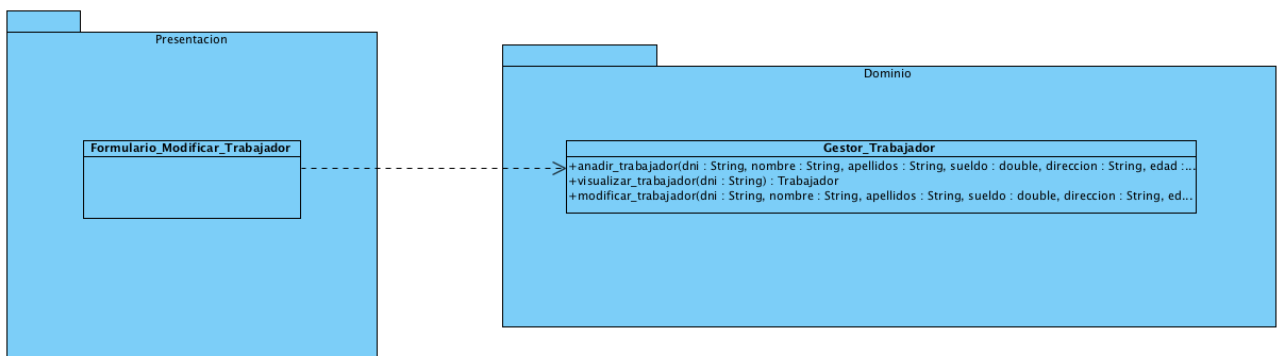 Presentacion
Dominio
Formulario_Modificar_Trabajador
Gestor_Trabajador
+anadir_trabajador(dni : String, nombre : String, apellidos : String, sueldo : double, direccion : String, edad :...
+visualizar_trabajador(dni : String) : Trabajador
+modificar_trabajador(dni : String, nombre : String, apellidos : String, sueldo : double, direccion : String, ed...